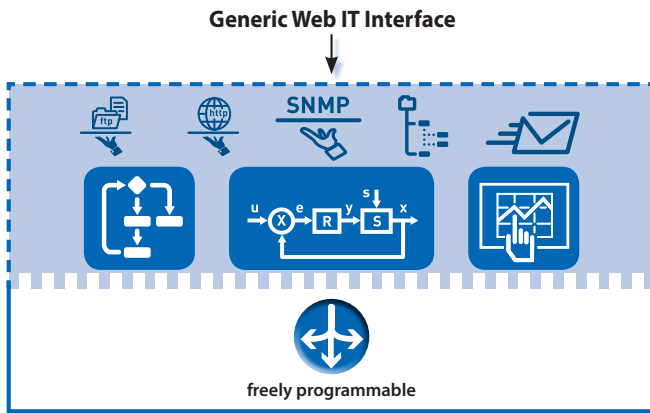 Generic Web IT Interface
ftp
http
SNMP
u
X
e
R
y
s
S
x
freely programmable